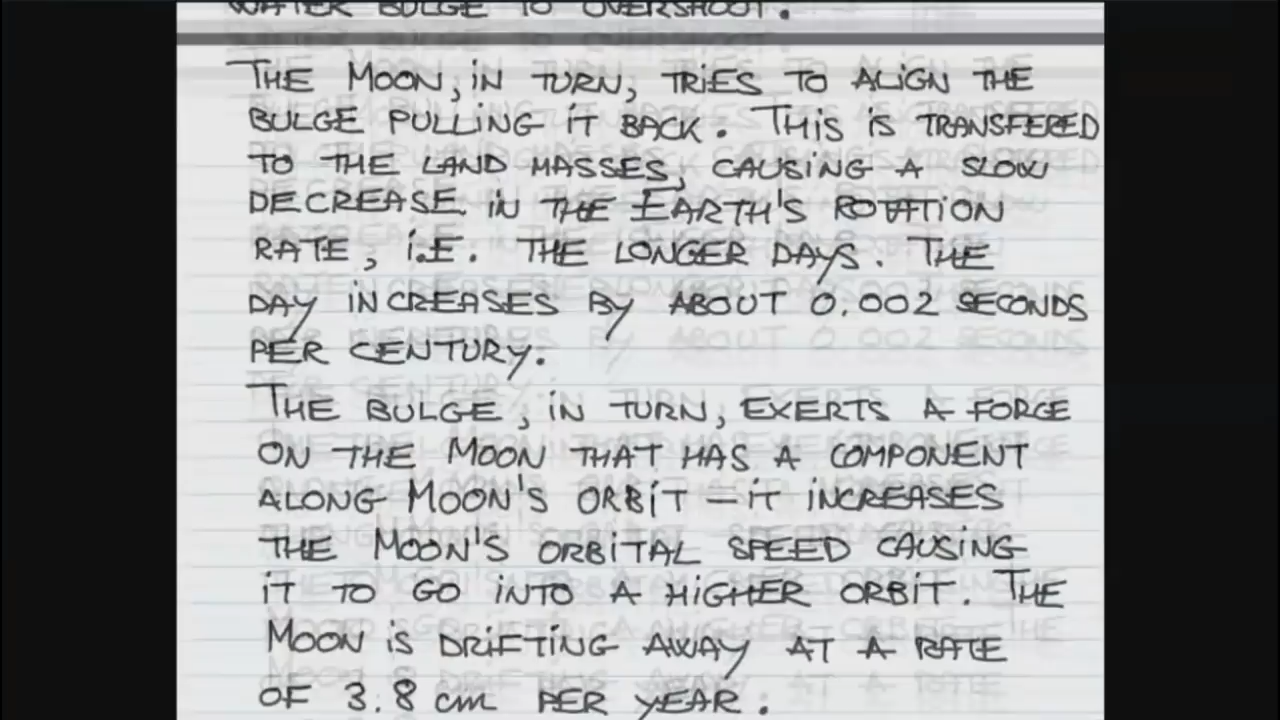 WATER BULGE TO OVERSHOOT.
THE MOON, IN TURN, TRIES TO ALIGN THE
BULGE PULLING IT BACK. THIS IS TRANSFERED
TO THE LAND MASSES, CAUSING A SLOW
DECREASE IN THE EARTH'S ROTATION
RATE, i.E. THE LONGER DAYS. THE
DAY INCREASES BY ABOUT 0.002 SECONDS
PER CENTURY.
THE BULGE, IN TURN, EXERTS A FORCE
ON THE MOON THAT HAS A COMPONENT
ALONG MOON'S ORBIT – IT INCREASES
THE MOON'S ORBITAL SPEED CAUSING
IT TO GO INTO A HIGHER ORBIT. THE
MOON IS DRIFTING AWAY AT A RATE
OF 3.8 cm PER YEAR.